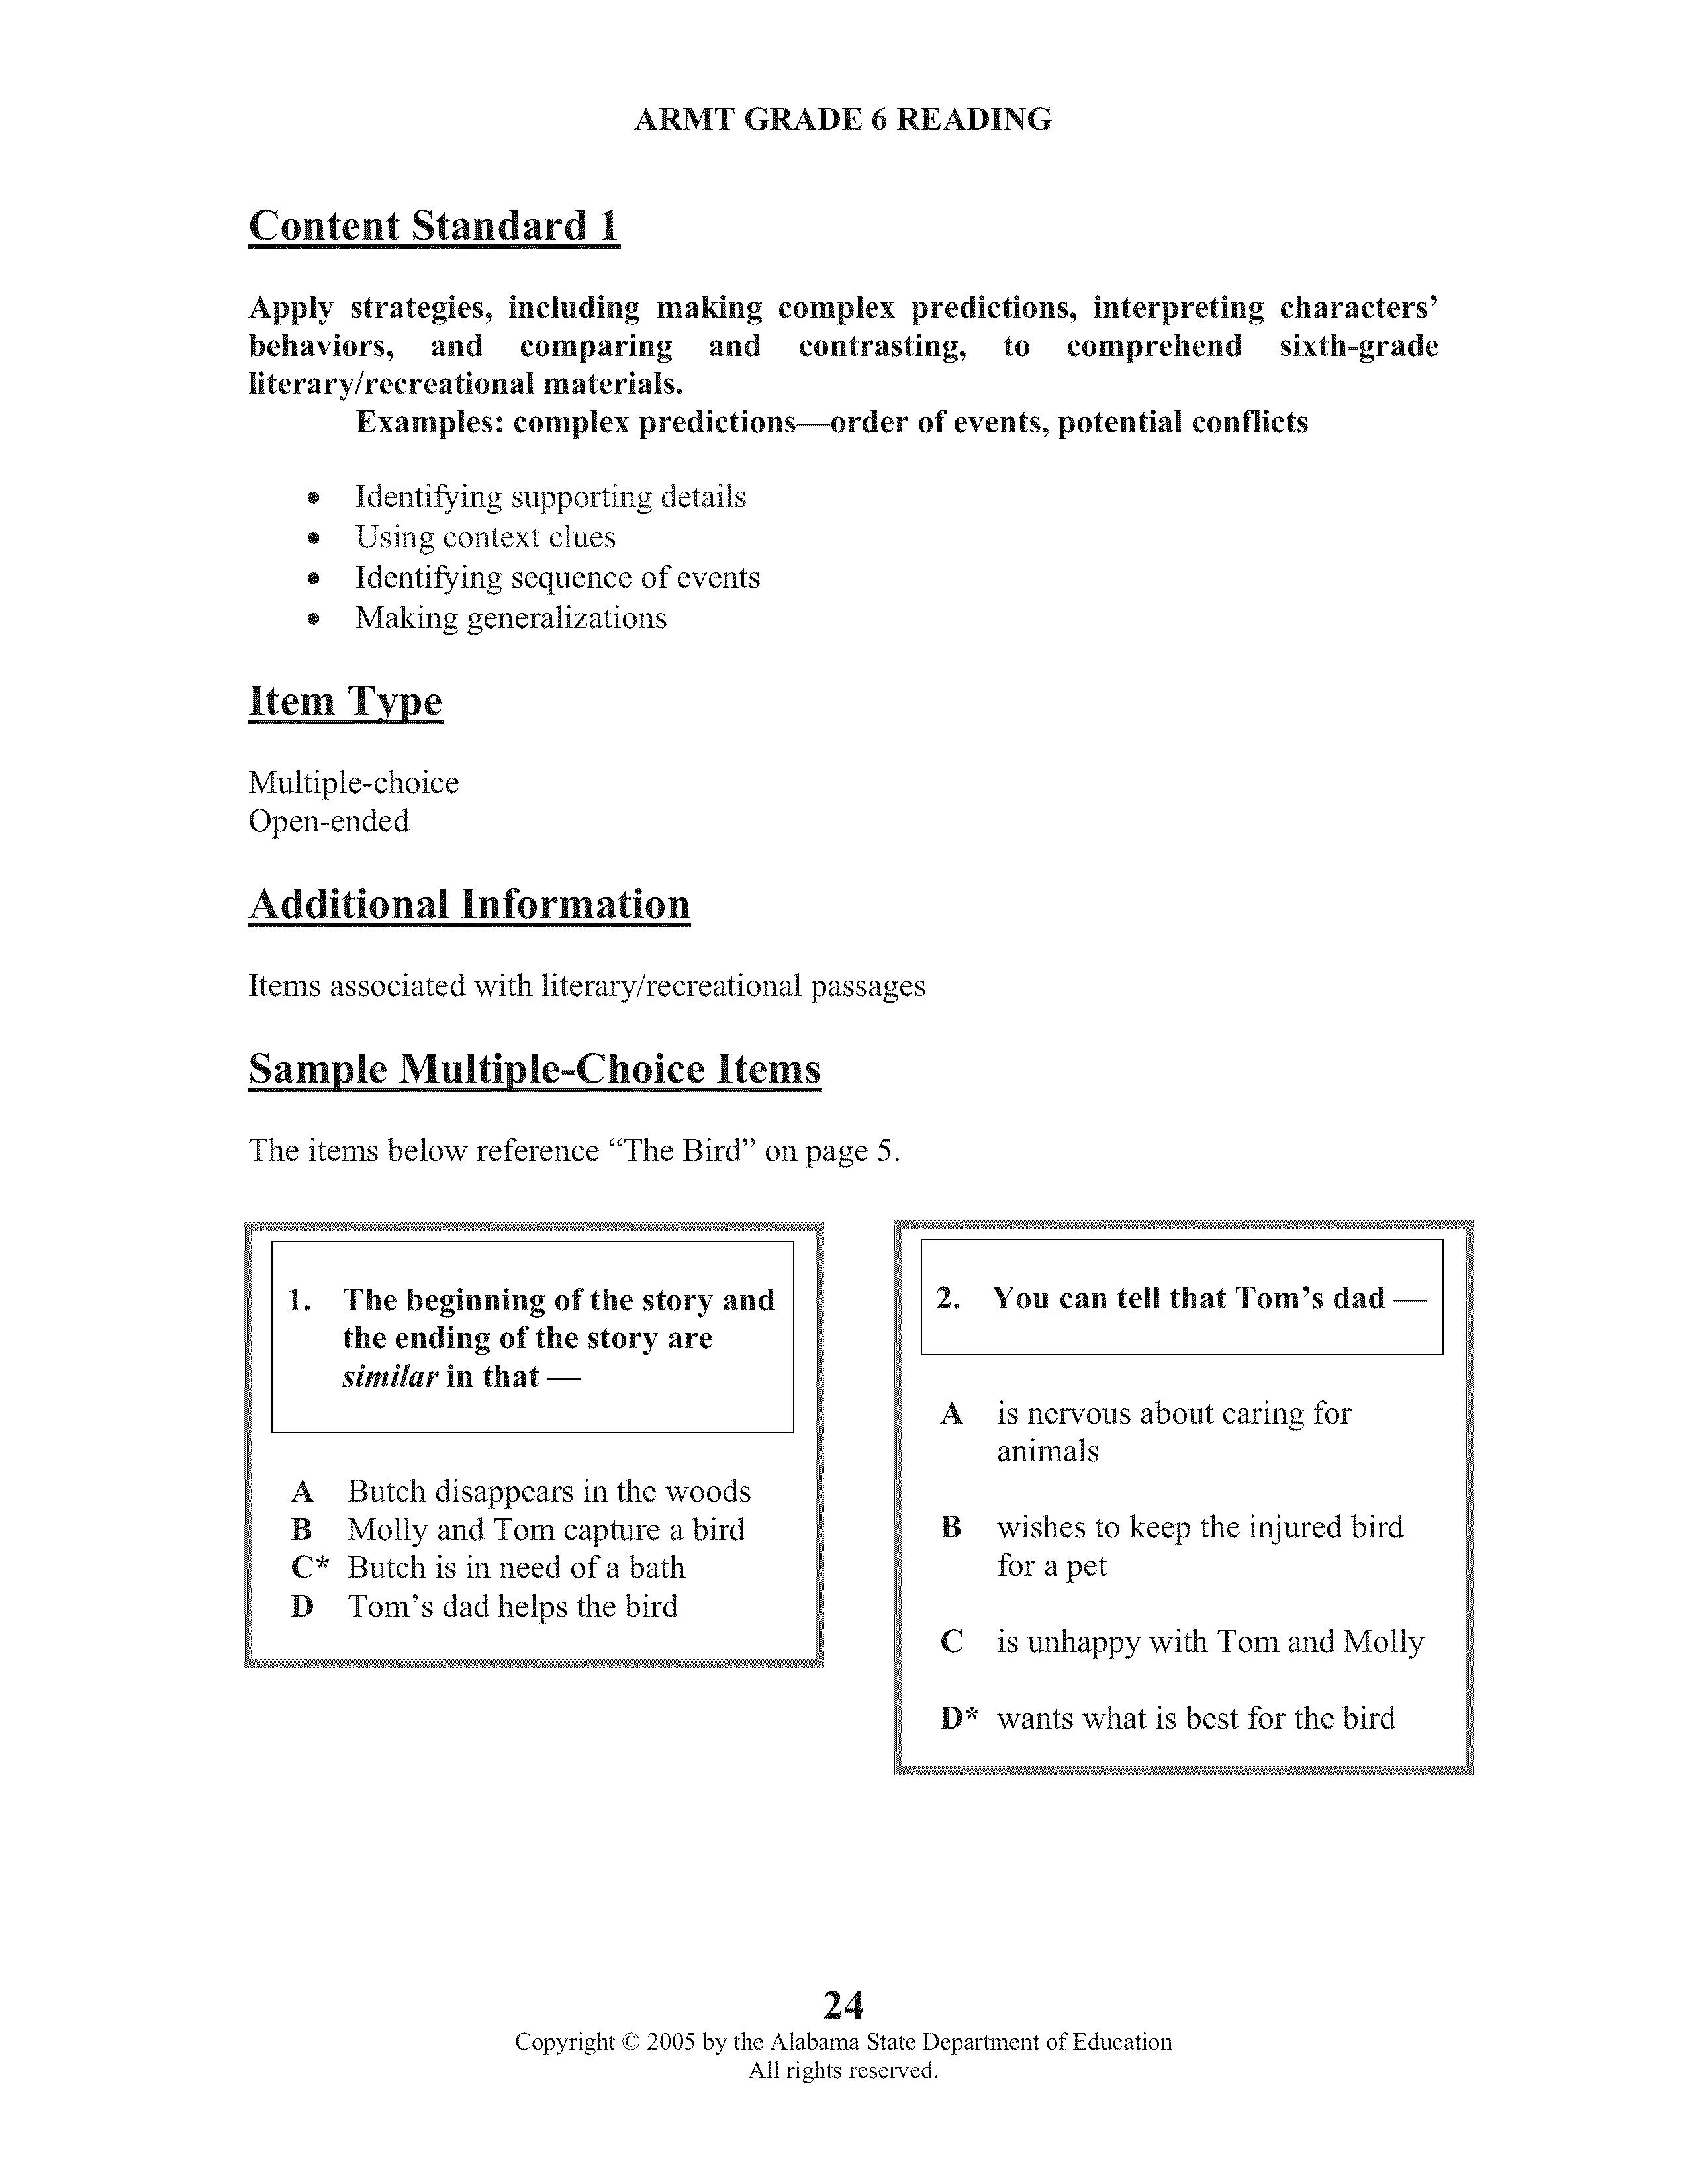 ARMT GRADE 6 READING
Content Standard 1
Apply strategies, including making complex predictions, interpreting characters’
behaviors, and comparing and contrasting, to comprehend sixth-grade
literary/recreational materials.
Examples: complex predictions—order of events, potential conflicts
• Identifying supporting details
• Using context clues
• Identifying sequence of events
• Making generalizations
Item Type
Multiple-choice
Open-ended
Additional Information
Items associated with literary/recreational passages
Sample Multiple-Choice Items
The items below reference “The Bird” on page 5.
1. The beginning of the story and
the ending of the story are
similar in that —
A Butch disappears in the woods
B Molly and Tom capture a bird
C* Butch is in need of a bath
D Tom’s dad helps the bird
2. You can tell that Tom’s dad —
A is nervous about caring for
animals
B wishes to keep the injured bird
for a pet
C is unhappy with Tom and Molly
D* wants what is best for the bird
24
Copyright © 2005 by the Alabama State Department of Education
All rights reserved.